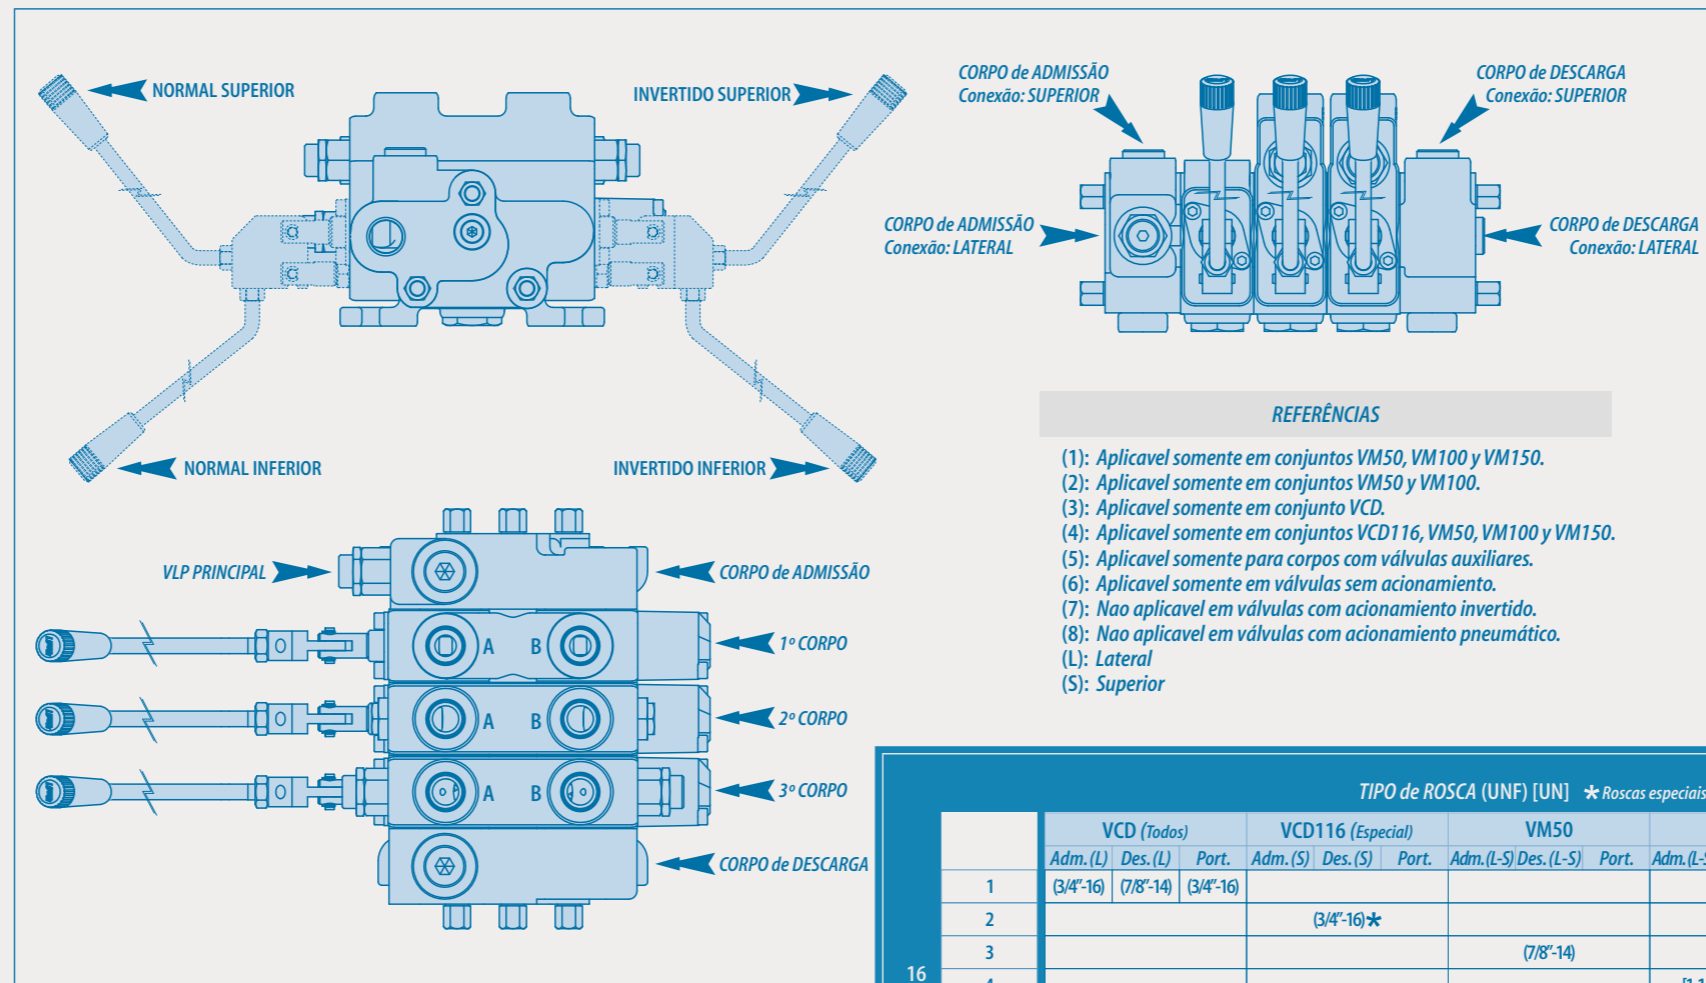 NORMAL SUPERIOR
INVERTIDO SUPERIOR
NORMAL INFERIOR
INVERTIDO INFERIOR
CORPO de ADMISSÃO
Conexão: SUPERIOR
CORPO de DESCARGA
Conexão: SUPERIOR
CORPO de ADMISSÃO
Conexão: LATERAL
CORPO de DESCARGA
Conexão: LATERAL
VLP PRINCIPAL
CORPO de ADMISSÃO
A B
1º CORPO
A B
2º CORPO
A B
3º CORPO
CORPO de DESCARGA
REFERÊNCIAS
(1): Aplicavel somente em conjuntos VM50, VM100 y VM150.
(2): Aplicavel somente em conjuntos VM50 y VM100.
(3): Aplicavel somente em conjunto VCD.
(4): Aplicavel somente em conjuntos VCD116, VM50, VM100 y VM150.
(5): Aplicavel somente para corpos com válvulas auxiliares.
(6): Aplicavel somente em válvulas sem acionamento.
(7): Nao aplicavel em válvulas com acionamento invertido.
(8): Nao aplicavel em válvulas com acionamento pneumático.
(L): Lateral
(S): Superior
TIPO de ROSCA (UNF) [UN] * Roscas especiais
VCD (Todos) VCD116 (Especial) VM50
Adm. (L) Des. (L) Port. Adm. (S) Des. (S) Port. Adm. (L-S) Des. (L-S) Port.
1 (3/4"-16) (7/8"-14) (3/4"-16)
2 (3/4"-16)*
3 (7/8"-14)
16